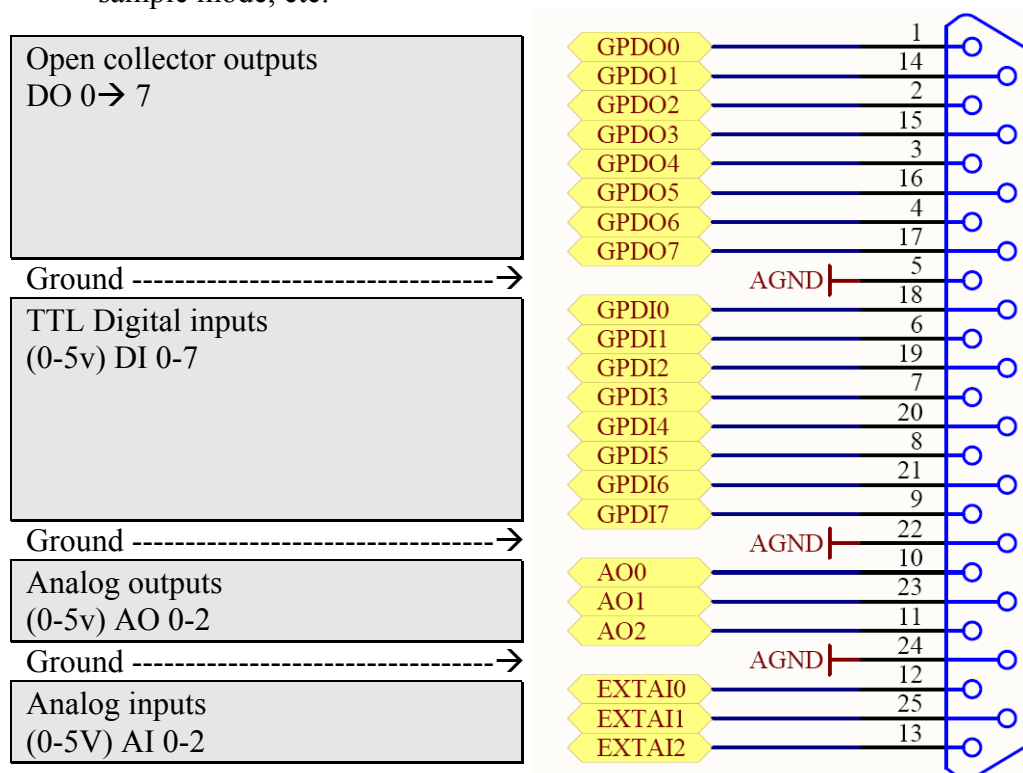 sample mode, etc.
Open collector outputs
DO 0→ 7
Ground ----------------------------------→
TTL Digital inputs
(0-5v) DI 0-7
Ground ----------------------------------→
Analog outputs
(0-5v) AO 0-2
Ground ----------------------------------→
Analog inputs
(0-5V) AI 0-2
GPDO0 1
GPDO1 14
GPDO2 2
GPDO3 15
GPDO4 3
GPDO5 16
GPDO6 4
GPDO7 17
AGND 5
GPDI0 18
GPDI1 6
GPDI2 19
GPDI3 7
GPDI4 20
GPDI5 8
GPDI6 21
GPDI7 9
AGND 22
AO0 10
AO1 23
AO2 11
AGND 24
EXTAI0 12
EXTAI1 25
EXTAI2 13